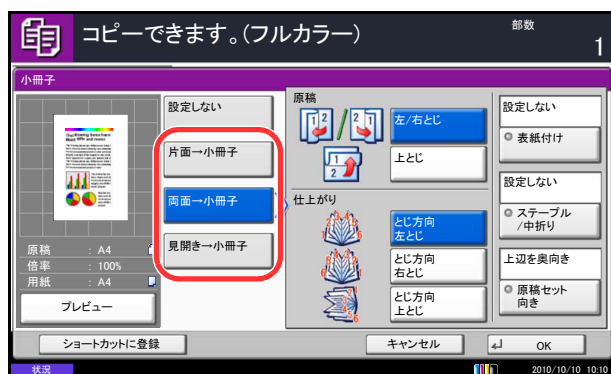 コピーできます。(フルカラー)
部数
1
小冊子
設定しない
片面→小冊子
両面→小冊子
見開き→小冊子
原稿 : A4
倍率 : 100%
用紙 : A4
プレビュー
原稿
1 2
2 1
左/右とじ
1
2
上とじ
仕上がり
とじ方向
左とじ
とじ方向
右とじ
とじ方向
上とじ
設定しない
表紙付け
設定しない
ステープル
/中折り
上辺を奥向き
原稿セット
向き
ショートカットに登録
キャンセル
OK
状況
2010/10/10 10:10